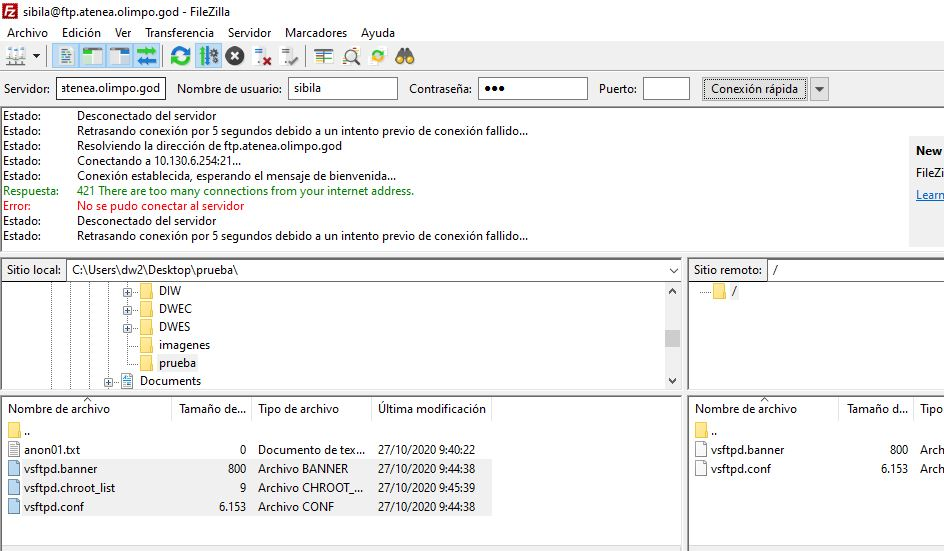 sibila@ftp.atenea.olimpo.god - FileZilla
Archivo Edición Ver Transferencia Servidor Marcadores Ayuda
Servidor: atenea.olimpo.god Nombre de usuario: sibila Contraseña: ●●● Puerto: Conexión rápida
Estado: Desconectado del servidor
Estado: Retrasando conexión por 5 segundos debido a un intento previo de conexión fallido...
Estado: Resolviendo la dirección de ftp.atenea.olimpo.god
Estado: Conectando a 10.130.6.254:21...
Estado: Conexión establecida, esperando el mensaje de bienvenida...
Respuesta: 421 There are too many connections from your internet address.
Error: No se pudo conectar al servidor
Estado: Desconectado del servidor
Estado: Retrasando conexión por 5 segundos debido a un intento previo de conexión fallido...
New
FileZi
Learn
Sitio local: C:\Users\dw2\Desktop\prueba\
DIW
DWEC
DWES
imagenes
prueba
Documents
Sitio remoto: /
/
Nombre de archivo Tamaño de... Tipo de archivo Última modificación
..
anon01.txt 0 Documento de tex... 27/10/2020 9:40:22
vsftpd.banner 800 Archivo BANNER 27/10/2020 9:44:38
vsftpd.chroot_list 9 Archivo CHROOT_... 27/10/2020 9:45:39
vsftpd.conf 6.153 Archivo CONF 27/10/2020 9:44:38
Nombre de archivo Tamaño d... Tipo
..
vsftpd.banner 800 Arch
vsftpd.conf 6.153 Arch